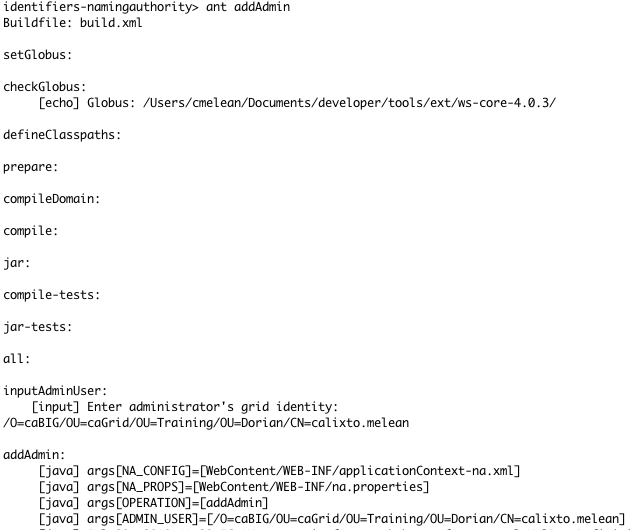 identifiers-namingauthority> ant addAdmin
Buildfile: build.xml
setGlobus:
checkGlobus:
[echo] Globus: /Users/cmelean/Documents/developer/tools/ext/ws-core-4.0.3/
defineClasspaths:
prepare:
compileDomain:
compile:
jar:
compile-tests:
jar-tests:
all:
inputAdminUser:
[input] Enter administrator's grid identity:
/O=caBIG/OU=caGrid/OU=Training/OU=Dorian/CN=calixto.melean
addAdmin:
[java] args[NA_CONFIG]=[WebContent/WEB-INF/applicationContext-na.xml]
[java] args[NA_PROPS]=[WebContent/WEB-INF/na.properties]
[java] args[OPERATION]=[addAdmin]
[java] args[ADMIN_USER]=[/O=caBIG/OU=caGrid/OU=Training/OU=Dorian/CN=calixto.melean]